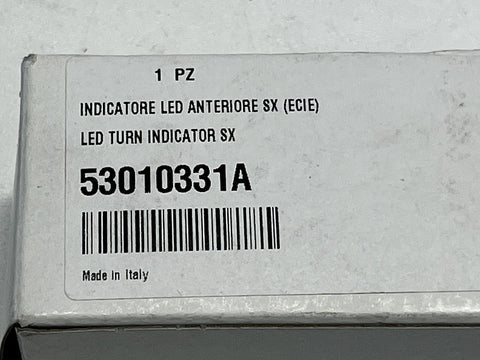 1 PZ
INDICATORE LED ANTERIORE SX (ECIE)
LED TURN INDICATOR SX
53010331A
Made in Italy